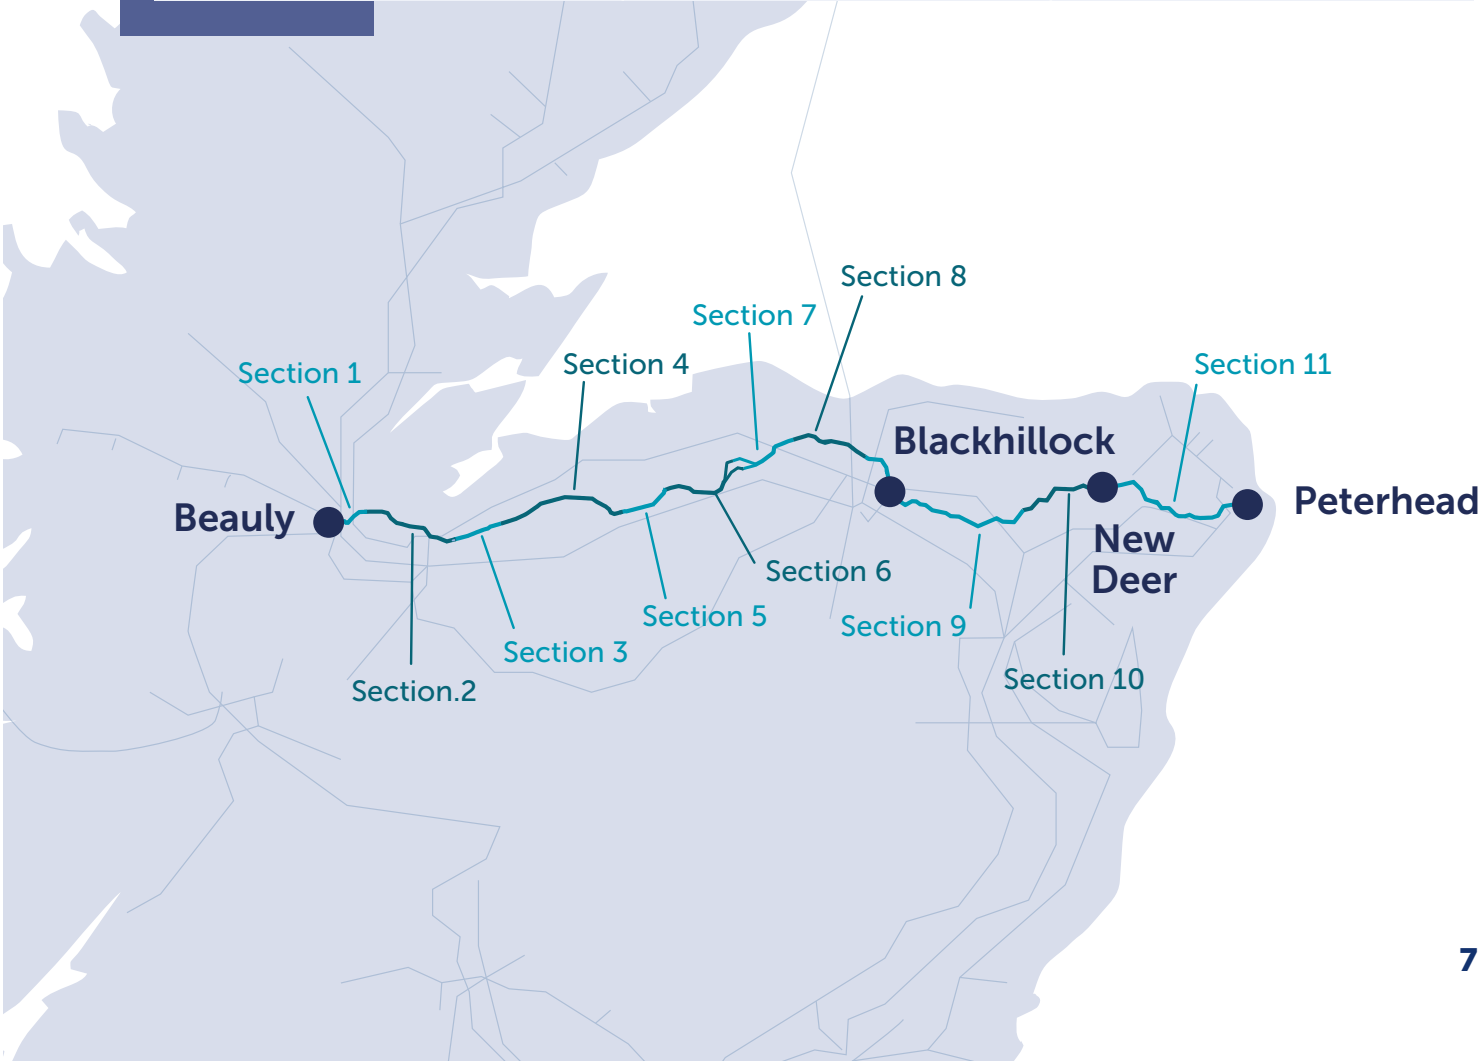 Section 8
Section 7
Section 4
Section 11
Section 1
Blackhillock
Peterhead
Beauly
New
Deer
Section 6
Section 5
Section 9
Section 3
Section 10
Section.2
7